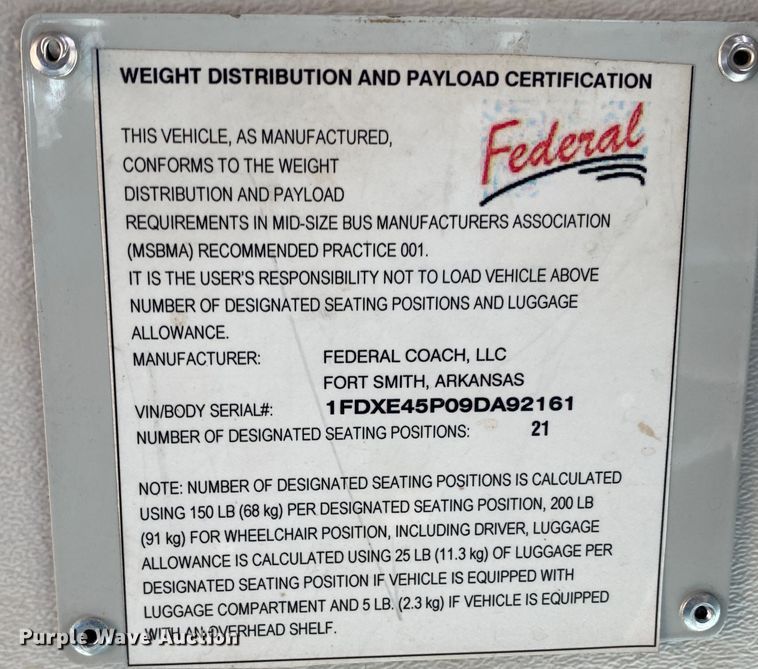 WEIGHT DISTRIBUTION AND PAYLOAD CERTIFICATION
Federal
THIS VEHICLE, AS MANUFACTURED,
CONFORMS TO THE WEIGHT
DISTRIBUTION AND PAYLOAD
REQUIREMENTS IN MID-SIZE BUS MANUFACTURERS ASSOCIATION
(MSBMA) RECOMMENDED PRACTICE 001.
IT IS THE USER'S RESPONSIBILITY NOT TO LOAD VEHICLE ABOVE
NUMBER OF DESIGNATED SEATING POSITIONS AND LUGGAGE
ALLOWANCE.
MANUFACTURER: FEDERAL COACH, LLC
FORT SMITH, ARKANSAS
VIN/BODY SERIAL#: 1FDXE45P09DA92161
NUMBER OF DESIGNATED SEATING POSITIONS: 21
NOTE: NUMBER OF DESIGNATED SEATING POSITIONS IS CALCULATED
USING 150 LB (68 kg) PER DESIGNATED SEATING POSITION, 200 LB
(91 kg) FOR WHEELCHAIR POSITION, INCLUDING DRIVER, LUGGAGE
ALLOWANCE IS CALCULATED USING 25 LB (11.3 kg) OF LUGGAGE PER
DESIGNATED SEATING POSITION IF VEHICLE IS EQUIPPED WITH
LUGGAGE COMPARTMENT AND 5 LB. (2.3 kg) IF VEHICLE IS EQUIPPED
WITH AN OVERHEAD SHELF.
Purple Wave Auction